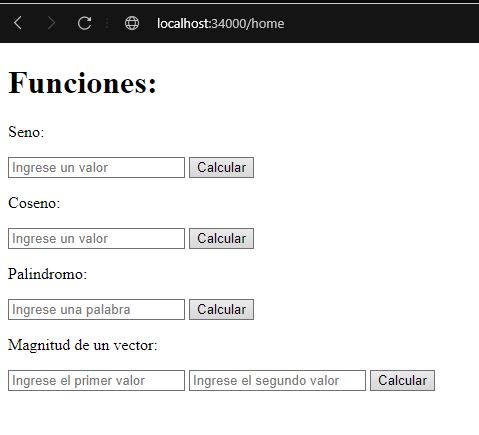 localhost:34000/home
Funciones:
Seno:
Ingrese un valor Calcular
Coseno:
Ingrese un valor Calcular
Palindromo:
Ingrese una palabra Calcular
Magnitud de un vector:
Ingrese el primer valor Ingrese el segundo valor Calcular